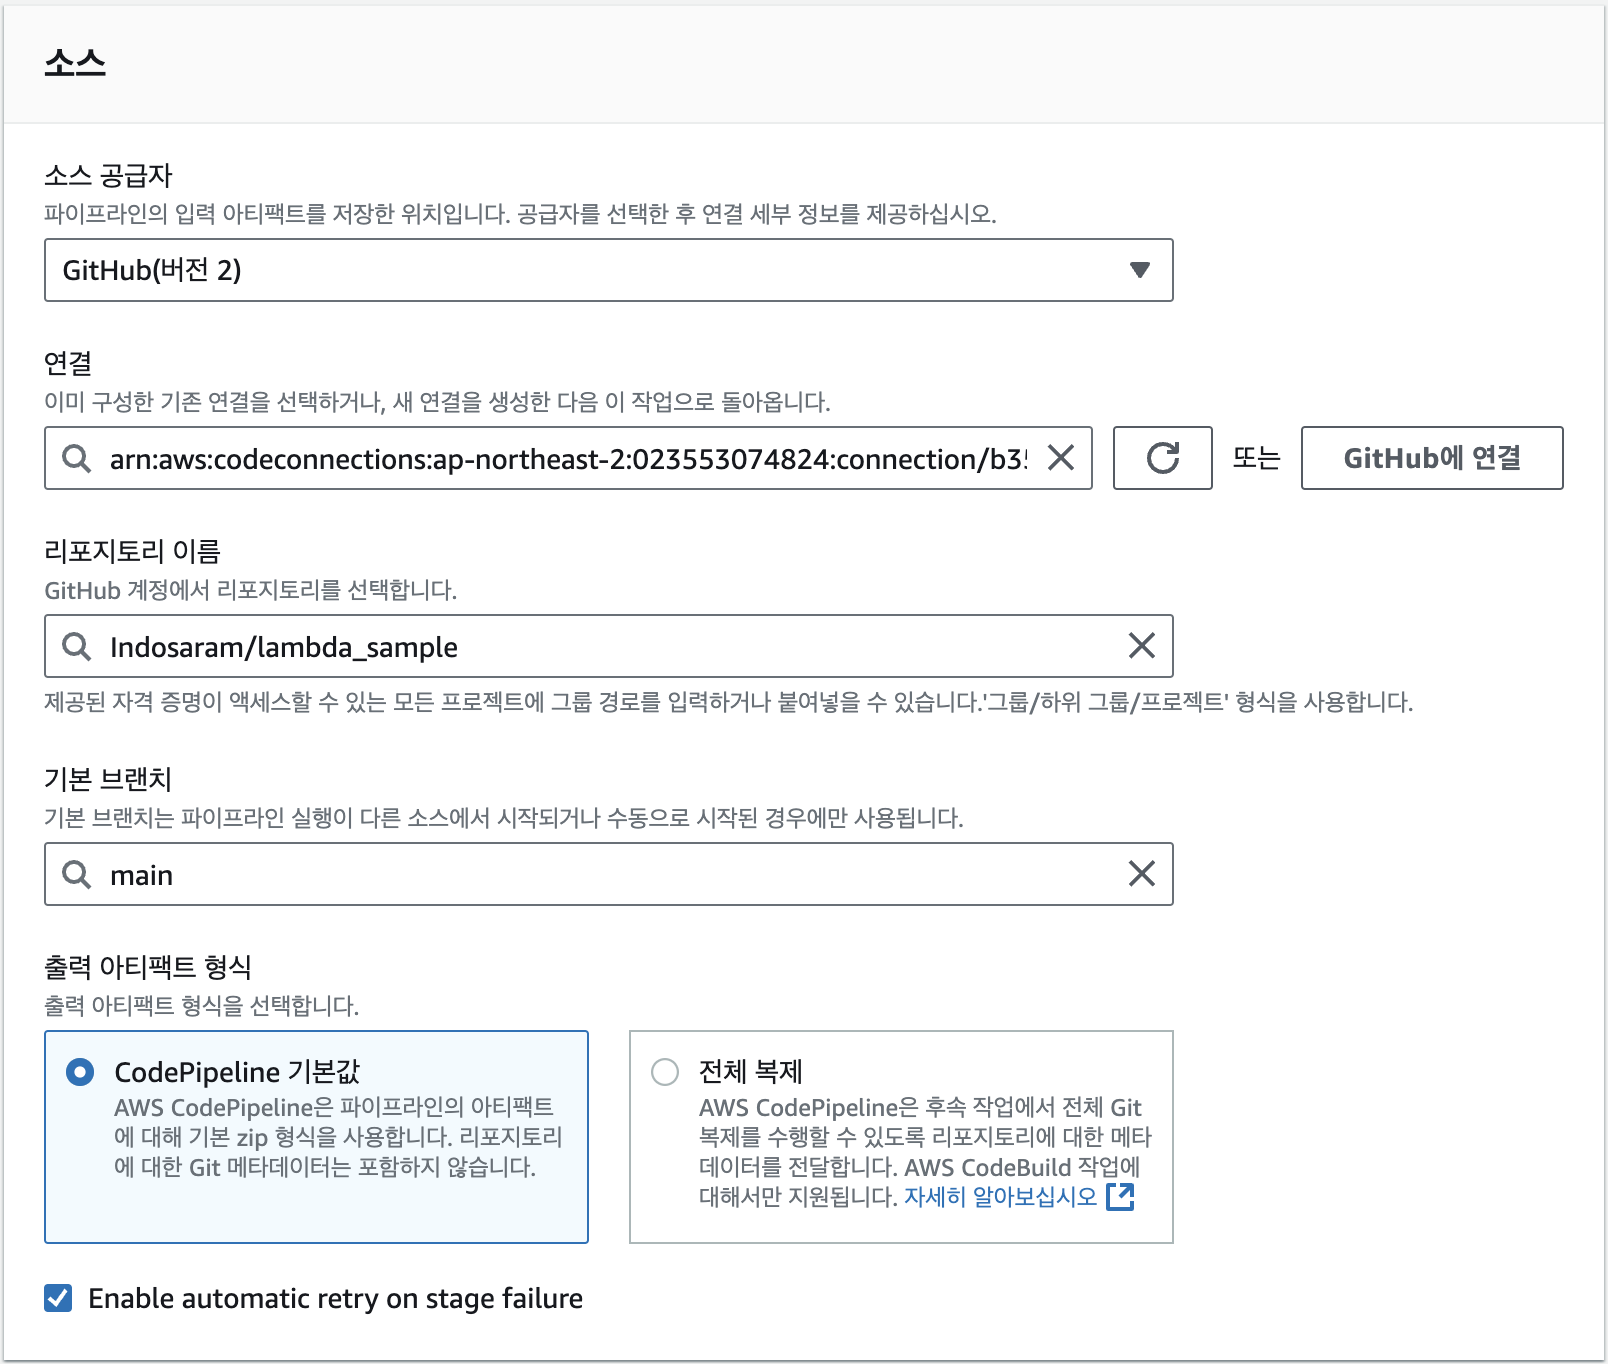 소스
소스 공급자
파이프라인의 입력 아티팩트를 저장한 위치입니다. 공급자를 선택한 후 연결 세부 정보를 제공하십시오.
GitHub(버전 2)
연결
이미 구성한 기존 연결을 선택하거나, 새 연결을 생성한 다음 이 작업으로 돌아옵니다.
arn:aws:codeconnections:ap-northeast-2:023553074824:connection/b35
또는
GitHub에 연결
리포지토리 이름
GitHub 계정에서 리포지토리를 선택합니다.
Indosaram/lambda_sample
제공된 자격 증명이 액세스할 수 있는 모든 프로젝트에 그룹 경로를 입력하거나 붙여넣을 수 있습니다.'그룹/하위 그룹/프로젝트' 형식을 사용합니다.
기본 브랜치
기본 브랜치는 파이프라인 실행이 다른 소스에서 시작되거나 수동으로 시작된 경우에만 사용됩니다.
main
출력 아티팩트 형식
출력 아티팩트 형식을 선택합니다.
CodePipeline 기본값
AWS CodePipeline은 파이프라인의 아티팩트
에 대해 기본 zip 형식을 사용합니다. 리포지토리
에 대한 Git 메타데이터는 포함하지 않습니다.
전체 복제
AWS CodePipeline은 후속 작업에서 전체 Git
복제를 수행할 수 있도록 리포지토리에 대한 메타
데이터를 전달합니다. AWS CodeBuild 작업에
대해서만 지원됩니다. 자세히 알아보십시오
Enable automatic retry on stage failure